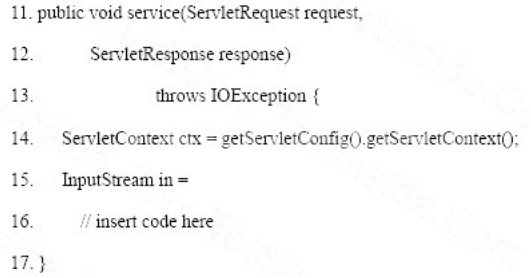 11. public void service(ServletRequest request,
12. ServletResponse response)
13. throws IOException {
14. ServletContext ctx = getServletConfig().getServletContext();
15. InputStream in =
16. // insert code here
17. }